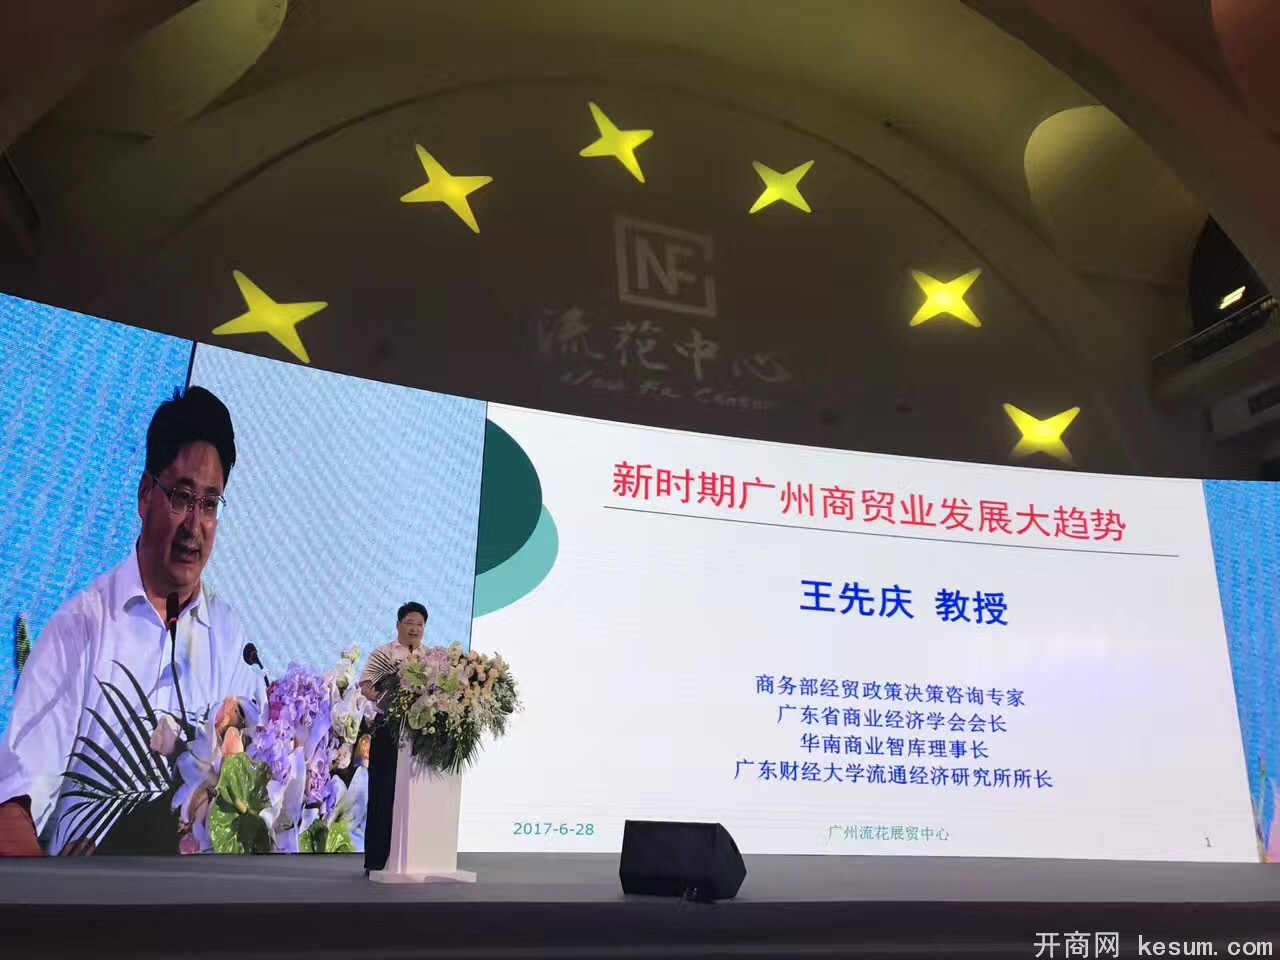 NF
流花中心
New Fa Center
新时期广州商贸业发展大趋势
王先庆 教授
商务部经贸政策决策咨询专家
广东省商业经济学会会长
华南商业智库理事长
广东财经大学流通经济研究所所长
2017-6-28
广州流花展贸中心
1
开商网 kesum.com